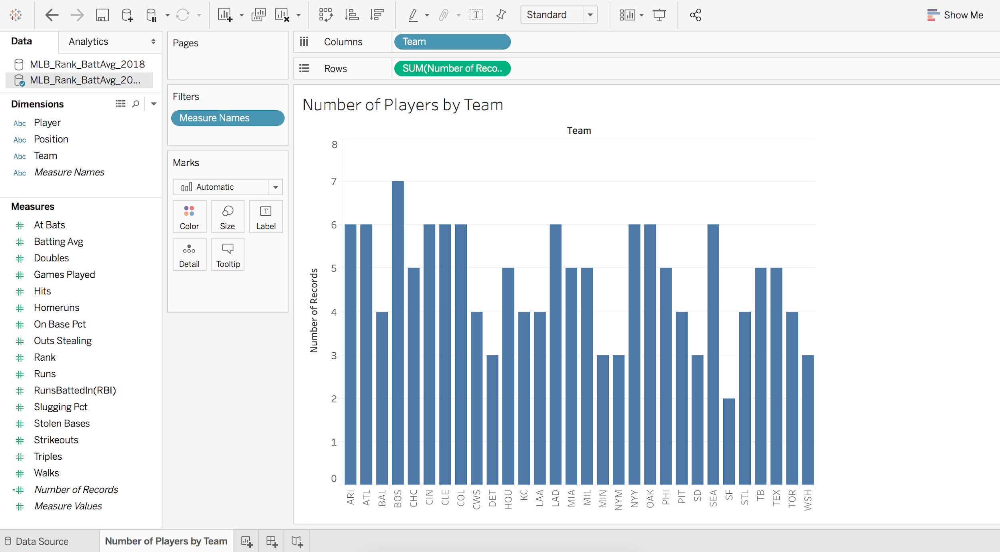 Standard
Show Me
Data
Analytics
MLB_Rank_BattAvg_2018
MLB_Rank_BattAvg_20...
Dimensions
Abc Player
Abc Position
Abc Team
Abc Measure Names
Measures
At Bats
Batting Avg
Doubles
Games Played
Hits
Homeruns
On Base Pct
Outs Stealing
Rank
Runs
RunsBattedIn(RBI)
Slugging Pct
Stolen Bases
Strikeouts
Triples
Walks
Number of Records
Measure Values
Pages
Filters
Measure Names
Marks
Automatic
Color
Size
T
Label
Detail
Tooltip
Columns
Team
Rows
SUM(Number of Reco..
Number of Players by Team
Team
8
7
6
5
4
3
2
1
0
Number of Records
ARI
ATL
BAL
BOS
CHC
CIN
CLE
COL
CWS
DET
HOU
KC
LAA
LAD
MIA
MIL
MIN
NYM
NYY
OAK
PHI
PIT
SD
SEA
SF
STL
TB
TEX
TOR
WSH
Data Source
Number of Players by Team